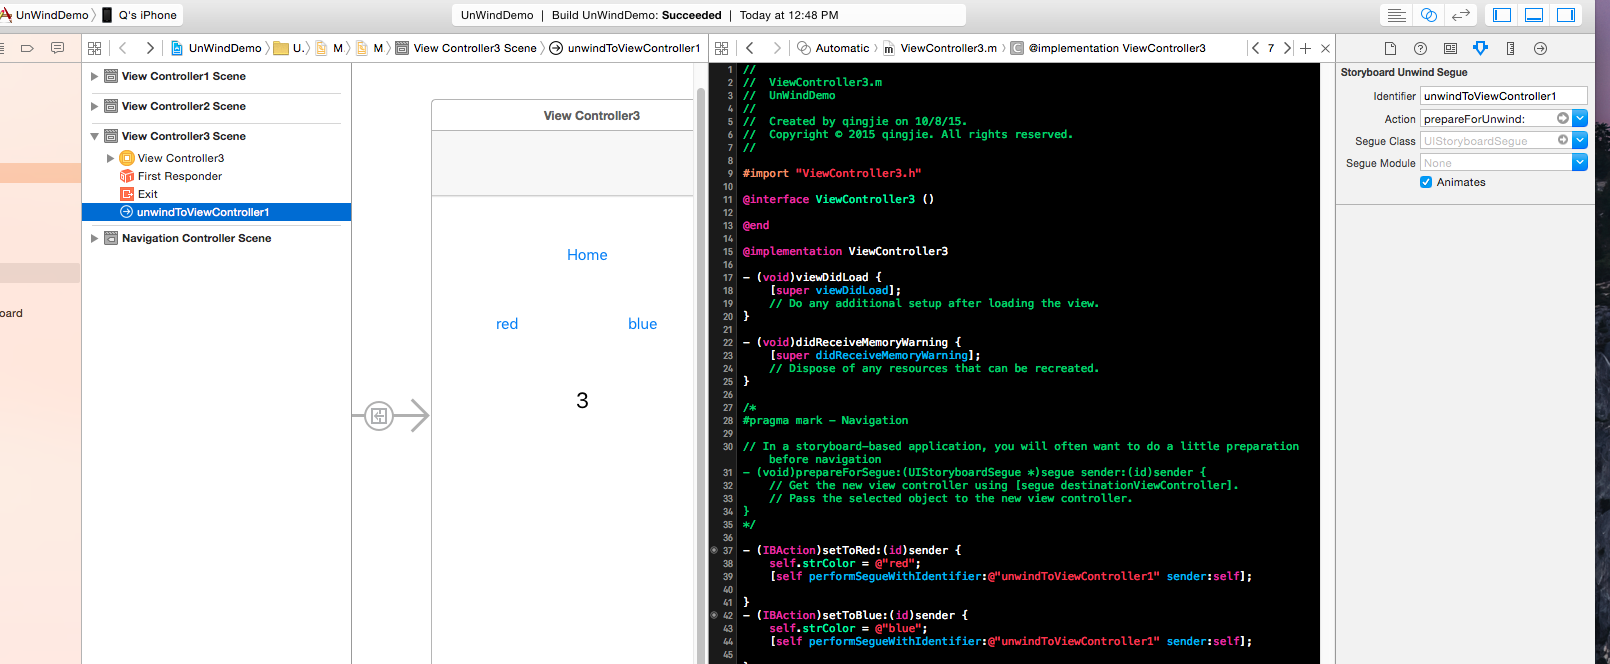 UnWindDemo Q's iPhone
UnWindDemo | Build UnWindDemo: Succeeded | Today at 12:48 PM
UnWindDemo U. M. M. View Controller3 Scene unwindToViewController1
Automatic ViewController3.m C @implementation ViewController3 7
View Controller1 Scene
View Controller2 Scene
View Controller3 Scene
View Controller3
First Responder
Exit
unwindToViewController1
Navigation Controller Scene
oard
View Controller3
Home
red blue
3
1 //
2 // ViewController3.m
3 // UnWindDemo
4 //
5 // Created by qingjie on 10/8/15.
6 // Copyright © 2015 qingjie. All rights reserved.
7 //
8
9 #import "ViewController3.h"
10
11 @interface ViewController3 ()
12
13 @end
14
15 @implementation ViewController3
16
17 - (void)viewDidLoad {
18 [super viewDidLoad];
19 // Do any additional setup after loading the view.
20 }
21
22 - (void)didReceiveMemoryWarning {
23 [super didReceiveMemoryWarning];
24 // Dispose of any resources that can be recreated.
25 }
26
27 /*
28 #pragma mark - Navigation
29
30 // In a storyboard-based application, you will often want to do a little preparation
before navigation
31 - (void)prepareForSegue:(UIStoryboardSegue *)segue sender:(id)sender {
32 // Get the new view controller using [segue destinationViewController].
33 // Pass the selected object to the new view controller.
34 }
35 */
36
37 - (IBAction)setToRed:(id)sender {
38 self.strColor = @"red";
39 [self performSegueWithIdentifier:@"unwindToViewController1" sender:self];
40
41 }
42 - (IBAction)setToBlue:(id)sender {
43 self.strColor = @"blue";
44 [self performSegueWithIdentifier:@"unwindToViewController1" sender:self];
45
Storyboard Unwind Segue
Identifier unwindToViewController1
Action prepareForUnwind:
Segue Class UIStoryboardSegue
Segue Module None
Animates